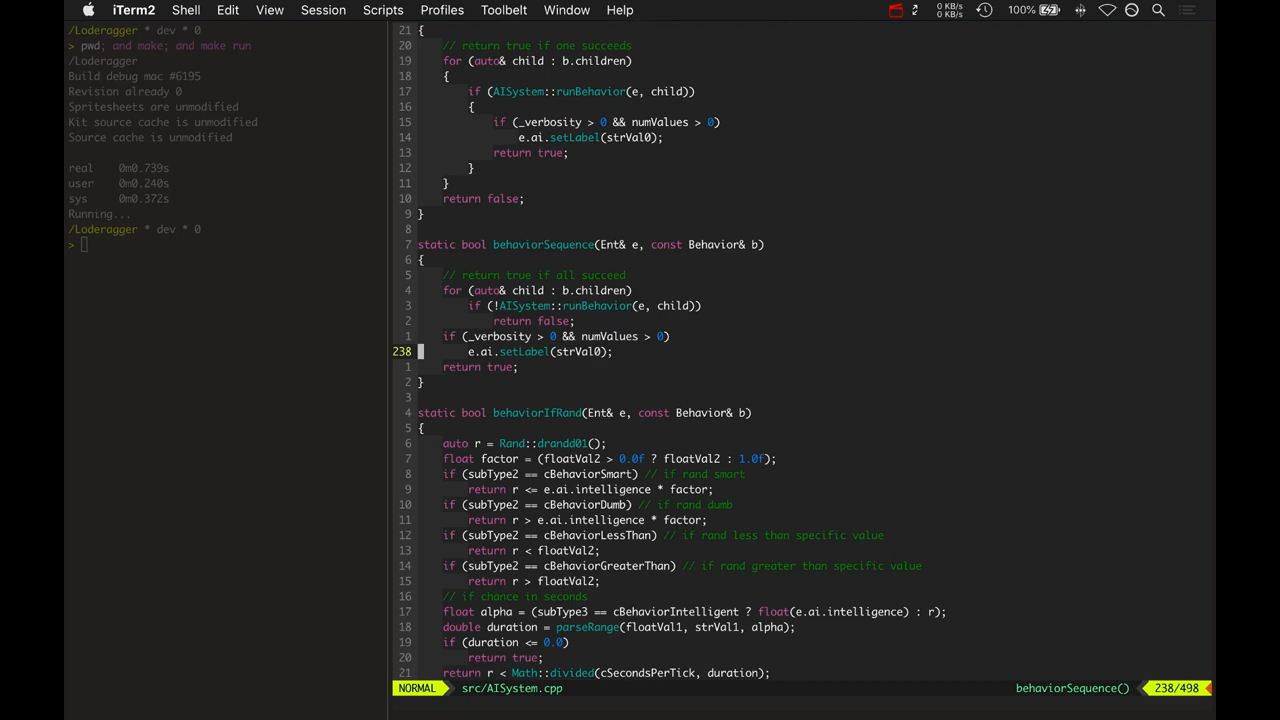 iTerm2 Shell Edit View Session Scripts Profiles Toolbelt Window Help 0 KB/s 0 KB/s 100%
/Loderagger * dev * 0
> pwd; and make; and make run
/Loderagger
Build debug mac #6195
Revision already 0
Spritesheets are unmodified
Kit source cache is unmodified
Source cache is unmodified
real 0m0.739s
user 0m0.240s
sys 0m0.372s
Running...
/Loderagger * dev * 0
>
21 {
20 // return true if one succeeds
19 for (auto& child : b.children)
18 {
17 if (AISystem::runBehavior(e, child))
16 {
15 if (_verbosity > 0 && numValues > 0)
14 e.ai.setLabel(strVal0);
13 return true;
12 }
11 }
10 return false;
9 }
8
7 static bool behaviorSequence(Ent& e, const Behavior& b)
6 {
5 // return true if all succeed
4 for (auto& child : b.children)
3 if (!AISystem::runBehavior(e, child))
2 return false;
1 if (_verbosity > 0 && numValues > 0)
238 e.ai.setLabel(strVal0);
1 return true;
2 }
3
4 static bool behaviorIfRand(Ent& e, const Behavior& b)
5 {
6 auto r = Rand::drandd01();
7 float factor = (floatVal2 > 0.0f ? floatVal2 : 1.0f);
8 if (subType2 == cBehaviorSmart) // if rand smart
9 return r <= e.ai.intelligence * factor;
10 if (subType2 == cBehaviorDumb) // if rand dumb
11 return r > e.ai.intelligence * factor;
12 if (subType2 == cBehaviorLessThan) // if rand less than specific value
13 return r < floatVal2;
14 if (subType2 == cBehaviorGreaterThan) // if rand greater than specific value
15 return r > floatVal2;
16 // if chance in seconds
17 float alpha = (subType3 == cBehaviorIntelligent ? float(e.ai.intelligence) : r);
18 double duration = parseRange(floatVal1, strVal1, alpha);
19 if (duration <= 0.0)
20 return true;
21 return r < Math::divided(cSecondsPerTick, duration);
NORMAL src/AISystem.cpp behaviorSequence() 238/498